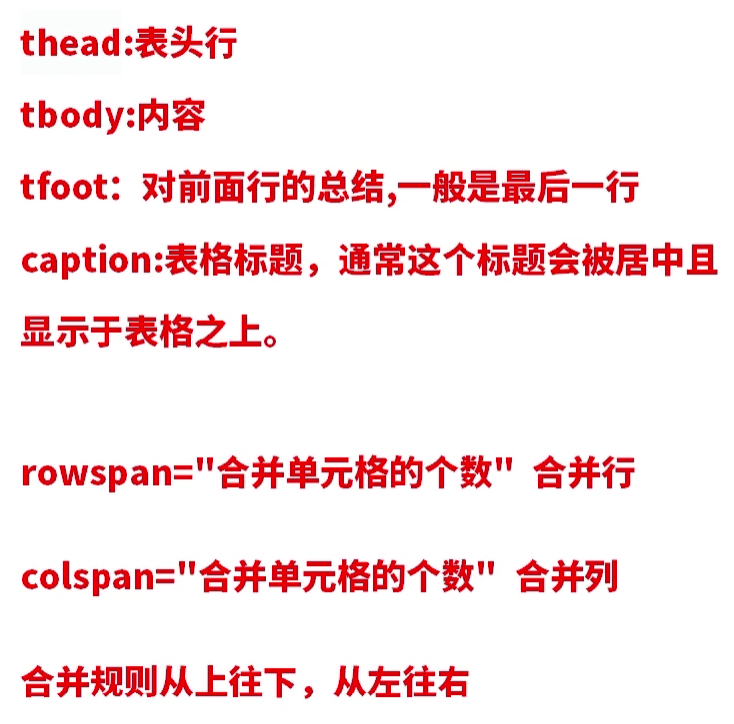 thead:表头行
tbody:内容
tfoot：对前面行的总结,一般是最后一行
caption:表格标题，通常这个标题会被居中且
显示于表格之上。
rowspan="合并单元格的个数" 合并行
colspan="合并单元格的个数" 合并列
合并规则从上往下，从左往右